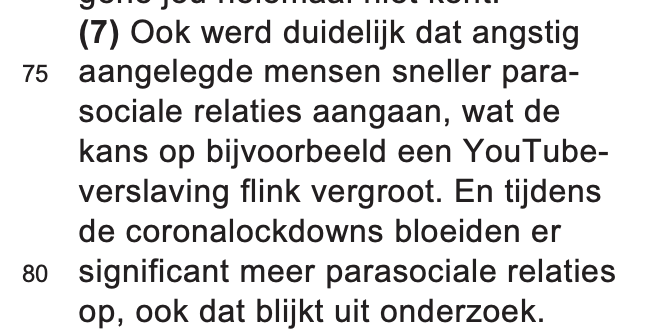 (7) Ook werd duidelijk dat angstig
75 aangelegde mensen sneller para-
sociale relaties aangaan, wat de
kans op bijvoorbeeld een YouTube-
verslaving flink vergroot. En tijdens
de coronalockdowns bloeiden er
80 significant meer parasociale relaties
op, ook dat blijkt uit onderzoek.